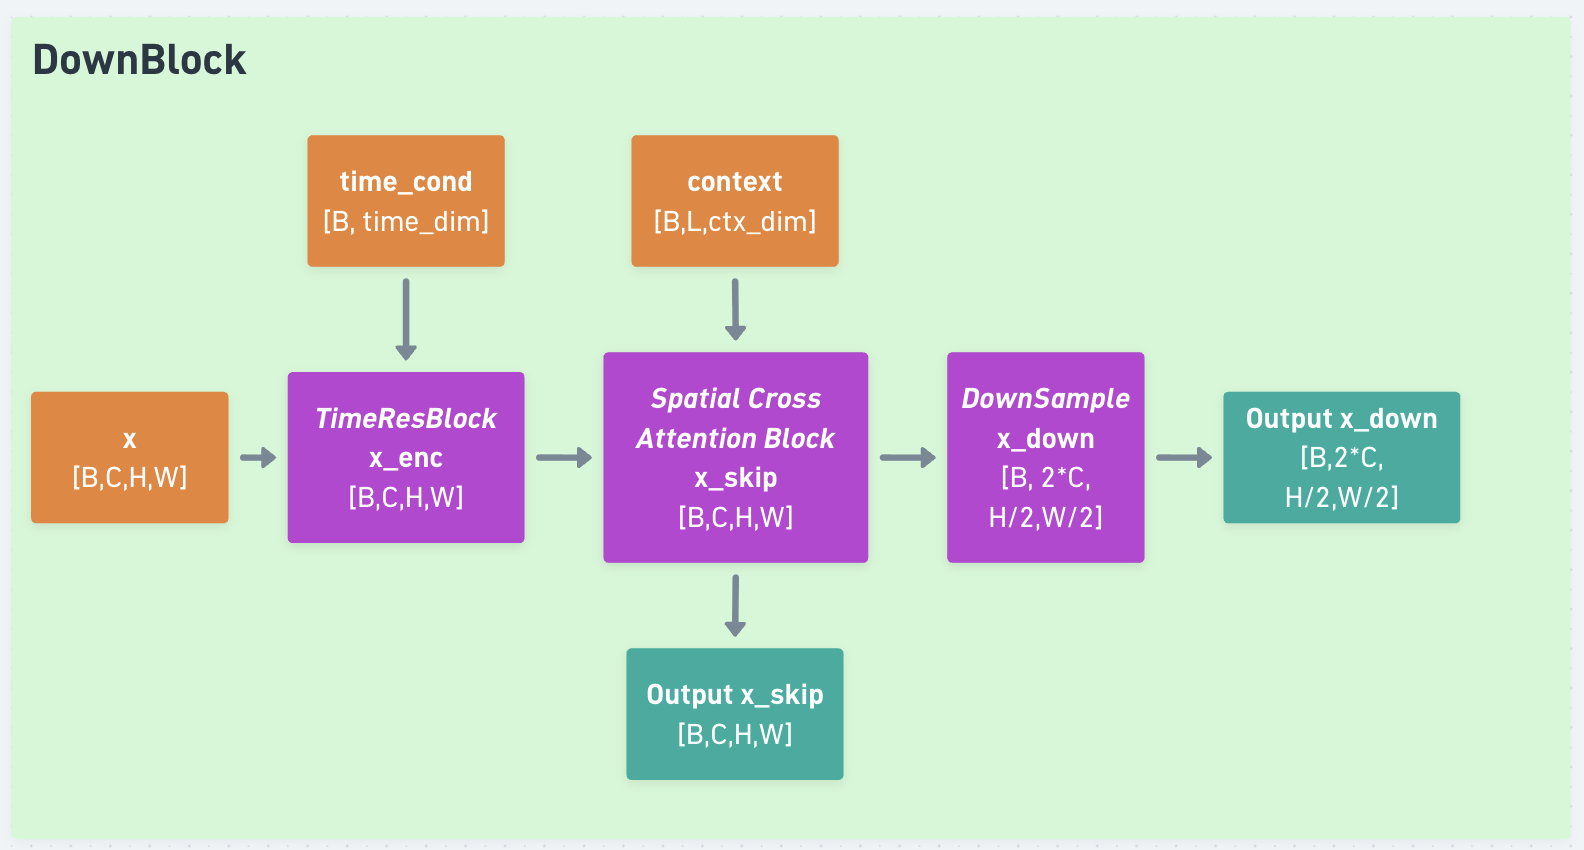 DownBlock
time_cond
[B, time_dim]
context
[B,L,ctx_dim]
x
[B,C,H,W]
TimeResBlock
x_enc
[B,C,H,W]
Spatial Cross
Attention Block
x_skip
[B,C,H,W]
DownSample
x_down
[B, 2*C,
H/2,W/2]
Output x_down
[B,2*C,
H/2,W/2]
Output x_skip
[B,C,H,W]